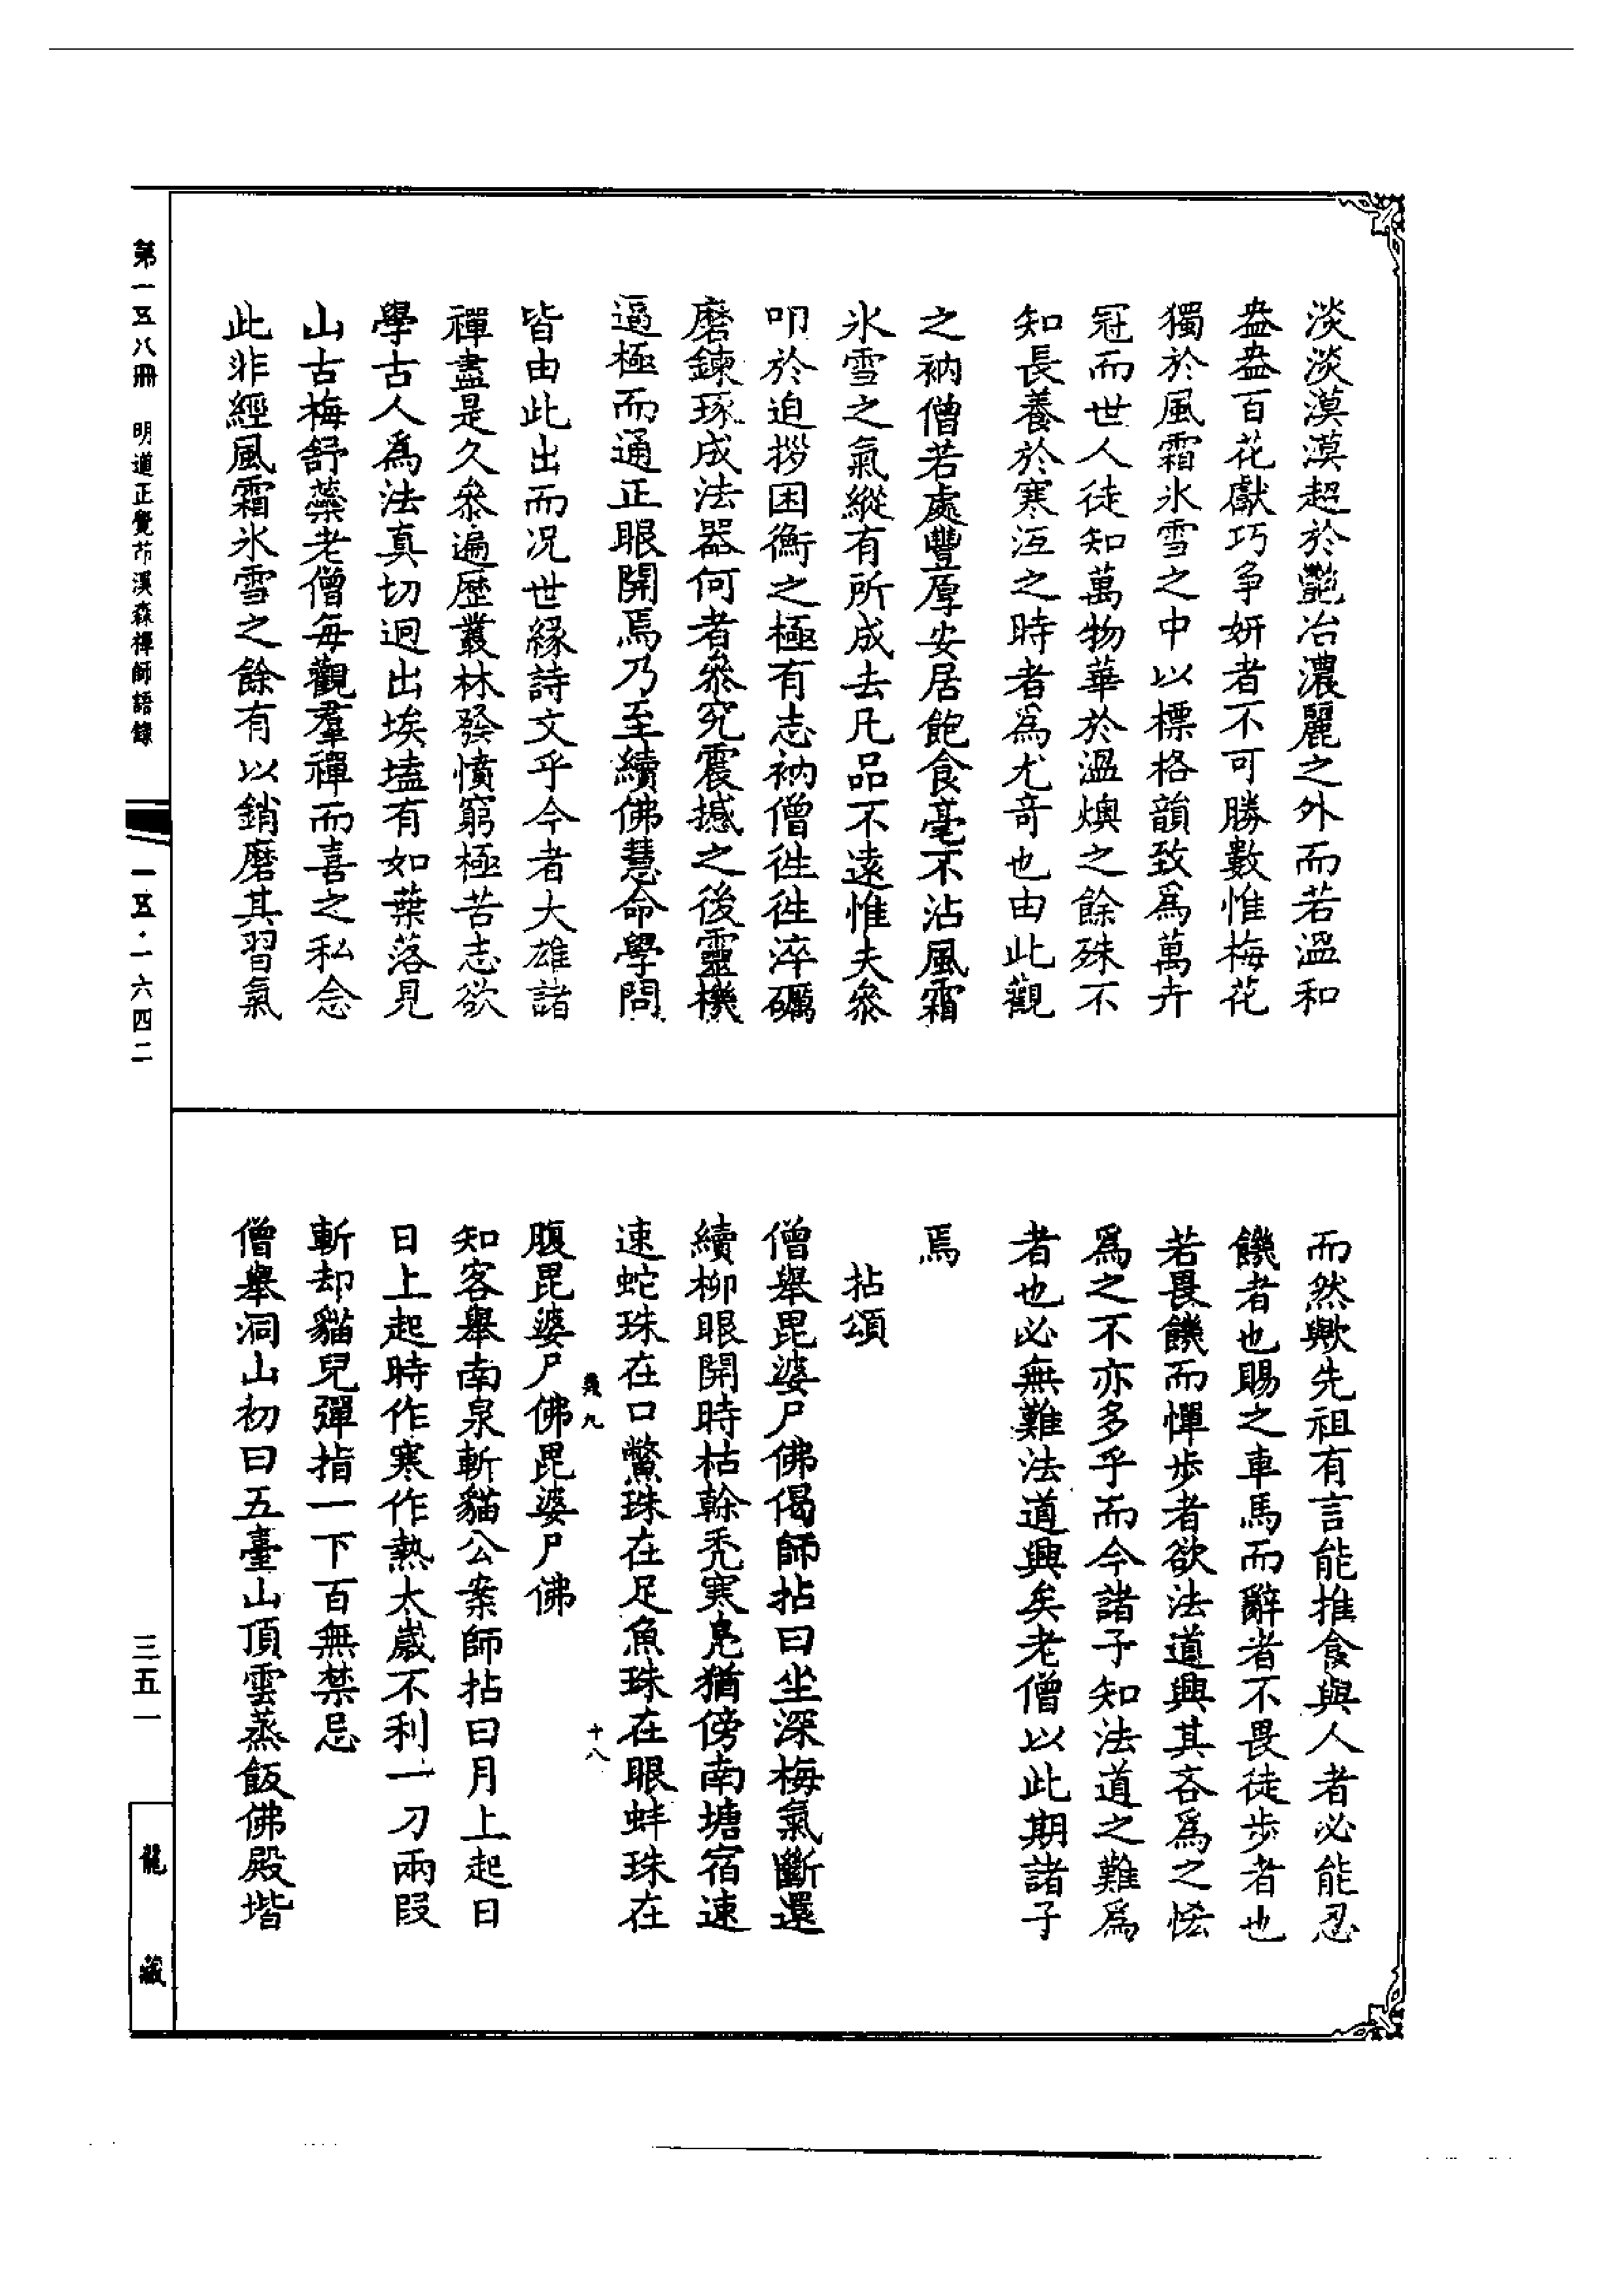 淡淡漠漠超於艷冶濃麗之外而若溫和
盎盎百花獻巧爭妍者不可勝數惟梅花
獨於風霜氷雪之中以標格韻致爲萬卉
冠而世人徒知萬物華於溫燠之餘殊不
知長養於寒沍之時者爲尤奇也由此觀
之衲僧若處豐厚安居飽食毫不沾風霜
氷雪之氣縱有所成去凡品不遠惟夫叅
叩於迫拶困衡之極有志衲僧徃徃淬礪
磨鍊琢成法器何者叅究震撼之後靈機
逼極而通正眼開焉乃至續佛慧命學問
皆由此出而况世緣詩文乎今者大雄諸
禪盡是久叅遍歷叢林發憤窮極苦志欲
學古人爲法真切迥出埃壒有如葉落見
山古梅舒蘂老僧每觀羣禪而喜之私念
此非經風霜氷雪之餘有以銷磨其習氣
而然歟先祖有言能推食與人者必能忍
饑者也賜之車馬而辭者不畏徒步者也
若畏饑而憚步者欲法道興其吝爲之恡
爲之不亦多乎而今諸子知法道之難爲
者也必無難法道興矣老僧以此期諸子
焉
拈頌
僧舉毘婆尸佛偈師拈曰坐深梅氣斷還
續柳眼開時枯榦禿寒鳧猶傍南塘宿速
速蛇珠在口鱉珠在足魚珠在眼蚌珠在
腹毘婆尸佛毘婆尸佛
知客舉南泉斬貓公案師拈曰月上起日
日上起時作寒作熱太歲不利一刀兩段
斬却貓兒彈指一下百無禁忌
僧舉洞山初曰五臺山頂雲蒸飯佛殿堦
十八
第一五八冊 明道正覺茆溪森禪師語錄
一五·一六四二
三五一
龍藏